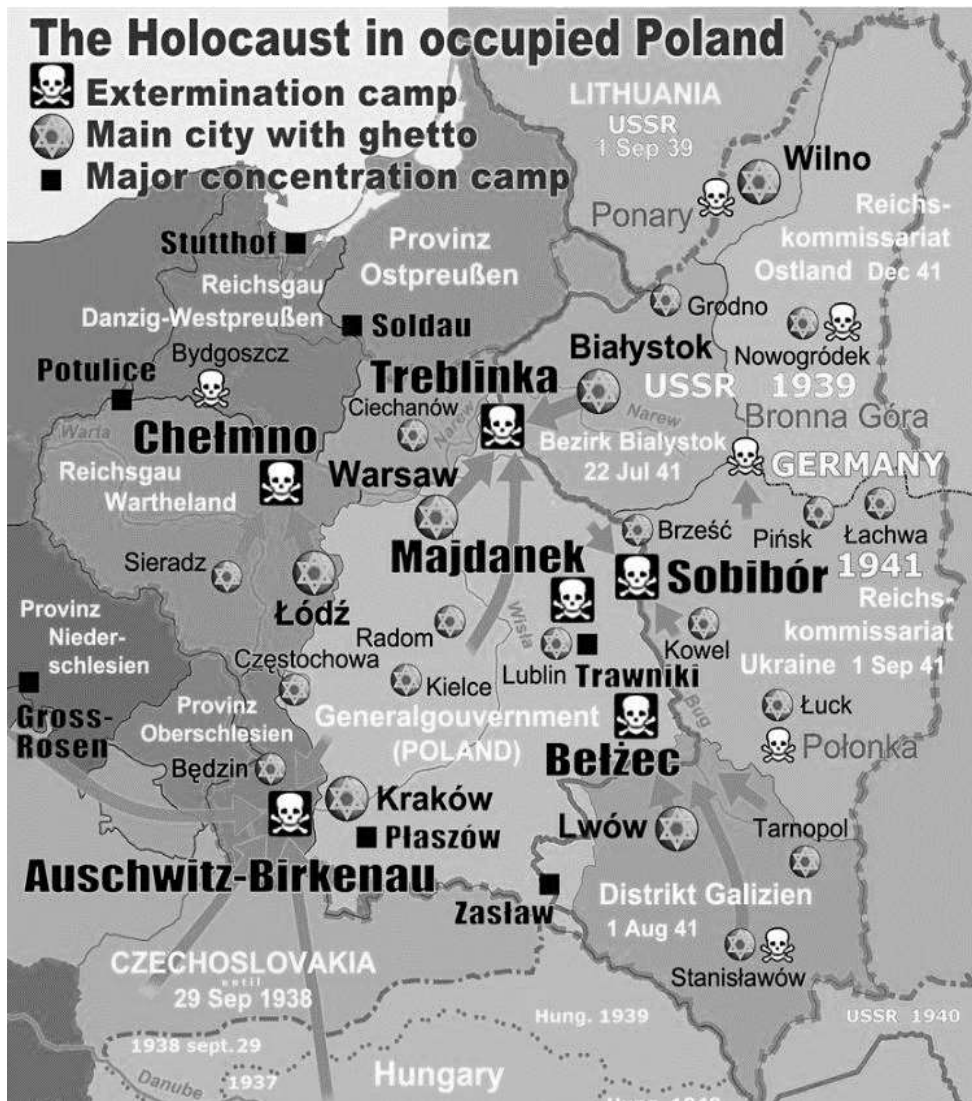 The Holocaust in occupied Poland
Extermination camp
Main city with ghetto
Major concentration camp
LITHUANIA
USSR
1 Sep 39
Wilno
Ponary
Reichs-
kommissariat
Ostland Dec 41
Stutthof
Provinz
Ostpreußen
Reichsgau
Danzig-Westpreußen
Soldau
Grodno
Nowogródek
Bydgoszcz
Potulice
Białystok
Treblinka
USSR 1939
Ciechanów
Narew
Narew
Bronna Góra
Warta
Chełmno
Bezirk Bialystok
22 Jul 41
GERMANY
Reichsgau
Wartheland
Warsaw
Brześć
Pińsk
Łachwa
Majdanek
Sobibór
1941
Sieradz
Łódź
Provinz
Nieder-
schlesien
Radom
Wisła
Kowel
Reichs-
kommissariat
Ukraine 1 Sep 41
Częstochowa
Kielce
Lublin
Trawniki
Gross-
Rosen
Provinz
Oberschlesien
Generalgouvernment
(POLAND)
Bug
Łuck
Połonka
Bełżec
Będzin
Kraków
Płaszów
Lwów
Tarnopol
Auschwitz-Birkenau
Zasław
Distrikt Galizien
1 Aug 41
Stanisławów
CZECHOSLOVAKIA
until
29 Sep 1938
Hung. 1939
USSR 1940
1938 sept.29
Danube
1937
Hungary